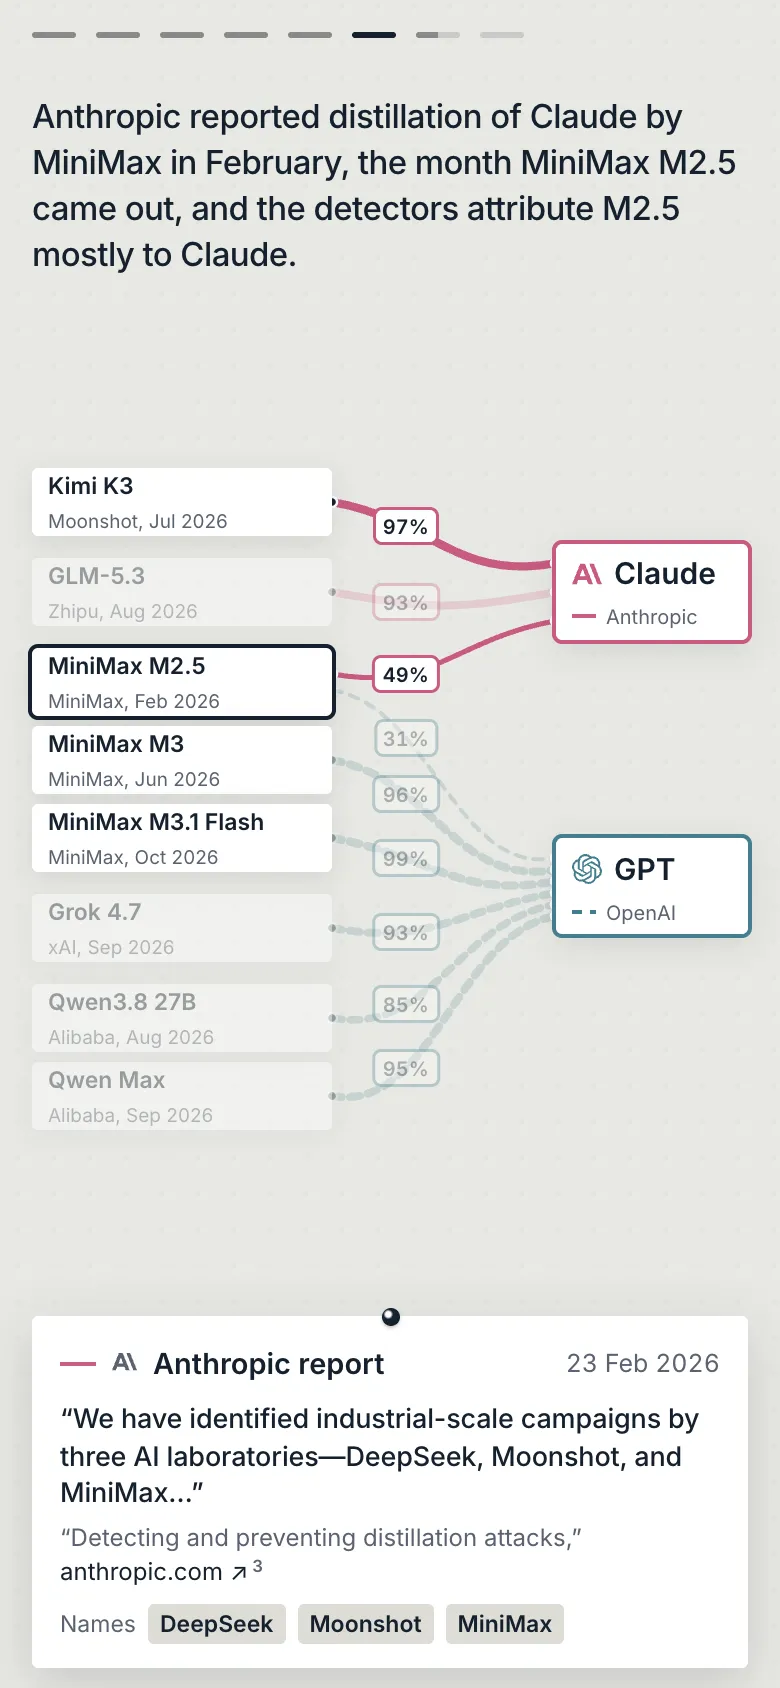 Anthropic reported distillation of Claude by
MiniMax in February, the month MiniMax M2.5
came out, and the detectors attribute M2.5
mostly to Claude.
Kimi K3
Moonshot, Jul 2026
97%
GLM-5.3
Zhipu, Aug 2026
93%
Claude
Anthropic
MiniMax M2.5
MiniMax, Feb 2026
49%
31%
MiniMax M3
MiniMax, Jun 2026
96%
MiniMax M3.1 Flash
MiniMax, Oct 2026
99%
GPT
OpenAI
Grok 4.7
xAI, Sep 2026
93%
Qwen3.8 27B
Alibaba, Aug 2026
85%
Qwen Max
Alibaba, Sep 2026
95%
Anthropic report
23 Feb 2026
“We have identified industrial-scale campaigns by
three AI laboratories—DeepSeek, Moonshot, and
MiniMax…”
“Detecting and preventing distillation attacks,”
anthropic.com ↗ 3
Names DeepSeek Moonshot MiniMax